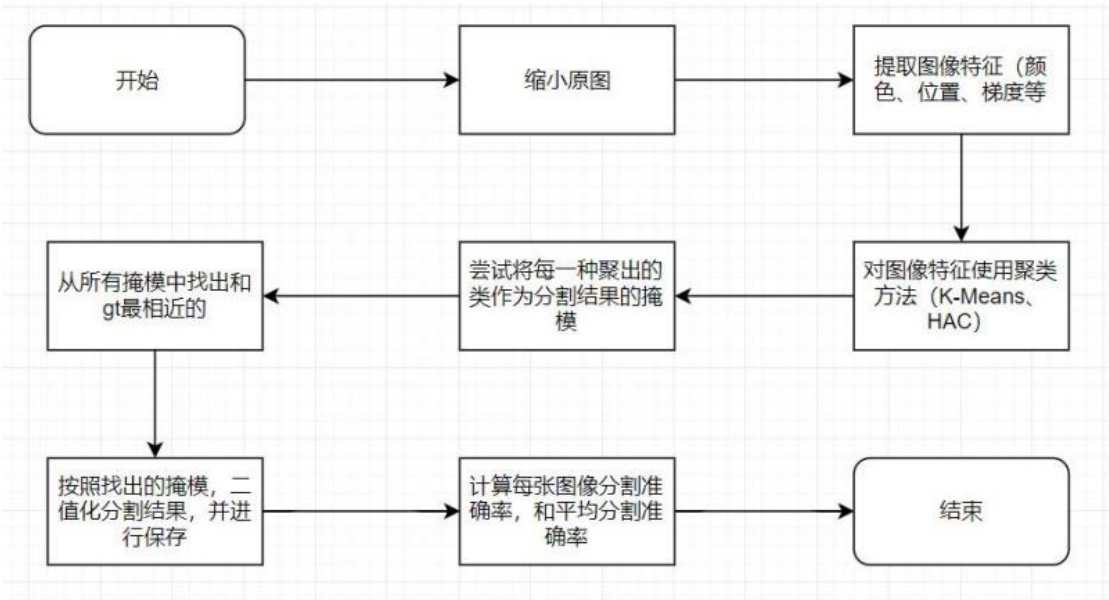 开始
缩小原图
提取图像特征（颜
色、位置、梯度等
对图像特征使用聚类
方法（K-Means、
HAC）
尝试将每一种聚出的
类作为分割结果的掩
模
从所有掩模中找出和
gt最相近的
按照找出的掩模，二
值化分割结果，并进
行保存
计算每张图像分割准
确率，和平均分割准
确率
结束